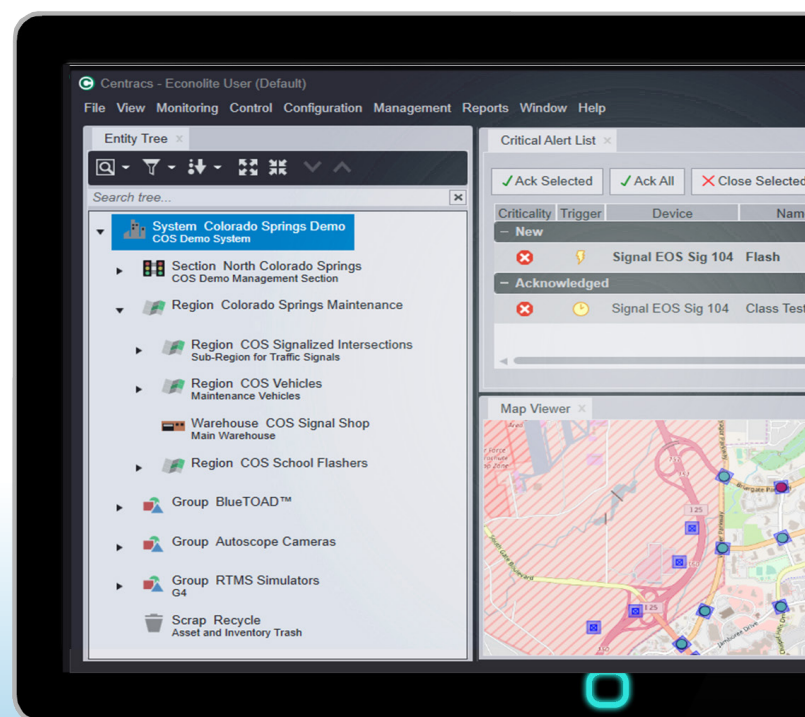 Centracs - Econolite User (Default)
File View Monitoring Control Configuration Management Reports Window Help
Entity Tree
Search tree...
System Colorado Springs Demo
COS Demo System
Section North Colorado Springs
COS Demo Management Section
Region Colorado Springs Maintenance
Region COS Signalized Intersections
Sub-Region for Traffic Signals
Region COS Vehicles
Maintenance Vehicles
Warehouse COS Signal Shop
Main Warehouse
Region COS School Flashers
Group BlueTOAD™
Group Autoscope Cameras
Group RTMS Simulators
G4
Scrap Recycle
Asset and Inventory Trash
Critical Alert List
Ack Selected Ack All Close Selected
Criticality Trigger Device Nam
New
Signal EOS Sig 104 Flash
Acknowledged
Signal EOS Sig 104 Class Test
Map Viewer
Area
I 25
I 25
Jamboree Drive